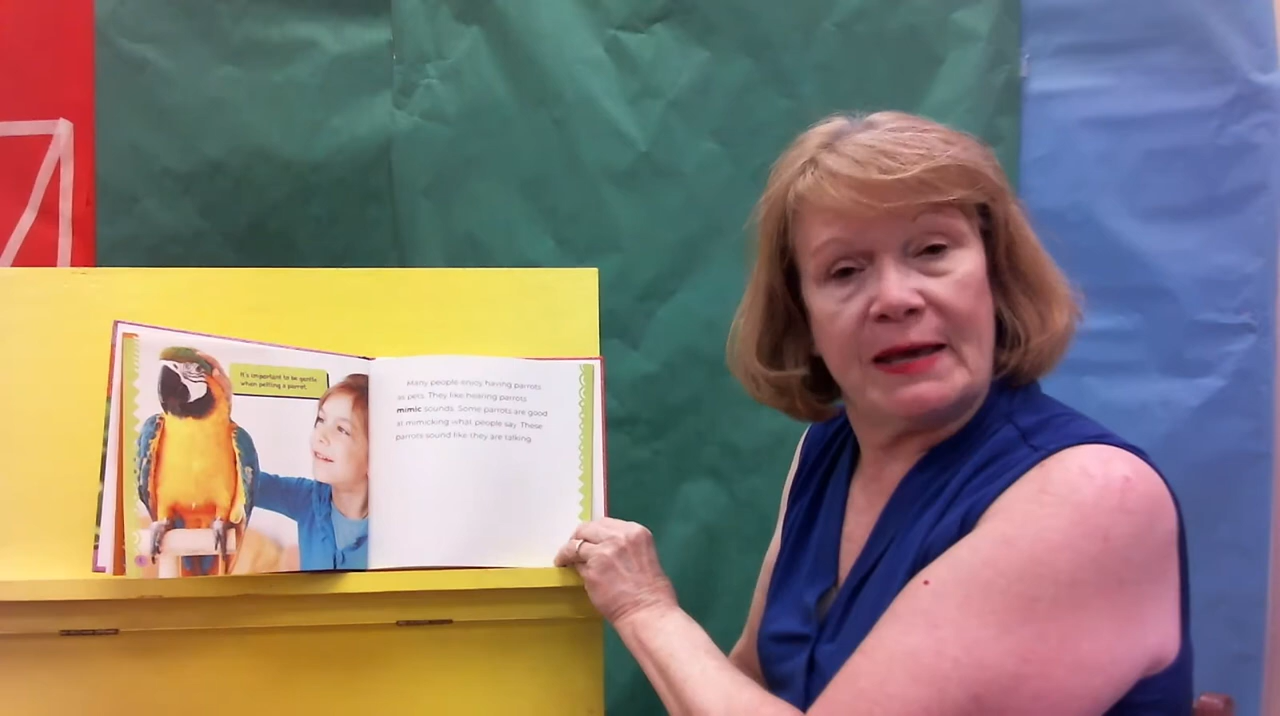 It's important to be gentle
when petting a parrot.
Many people enjoy having parrots
as pets. They like hearing parrots
mimic sounds. Some parrots are good
at mimicking what people say. These
parrots sound like they are talking.